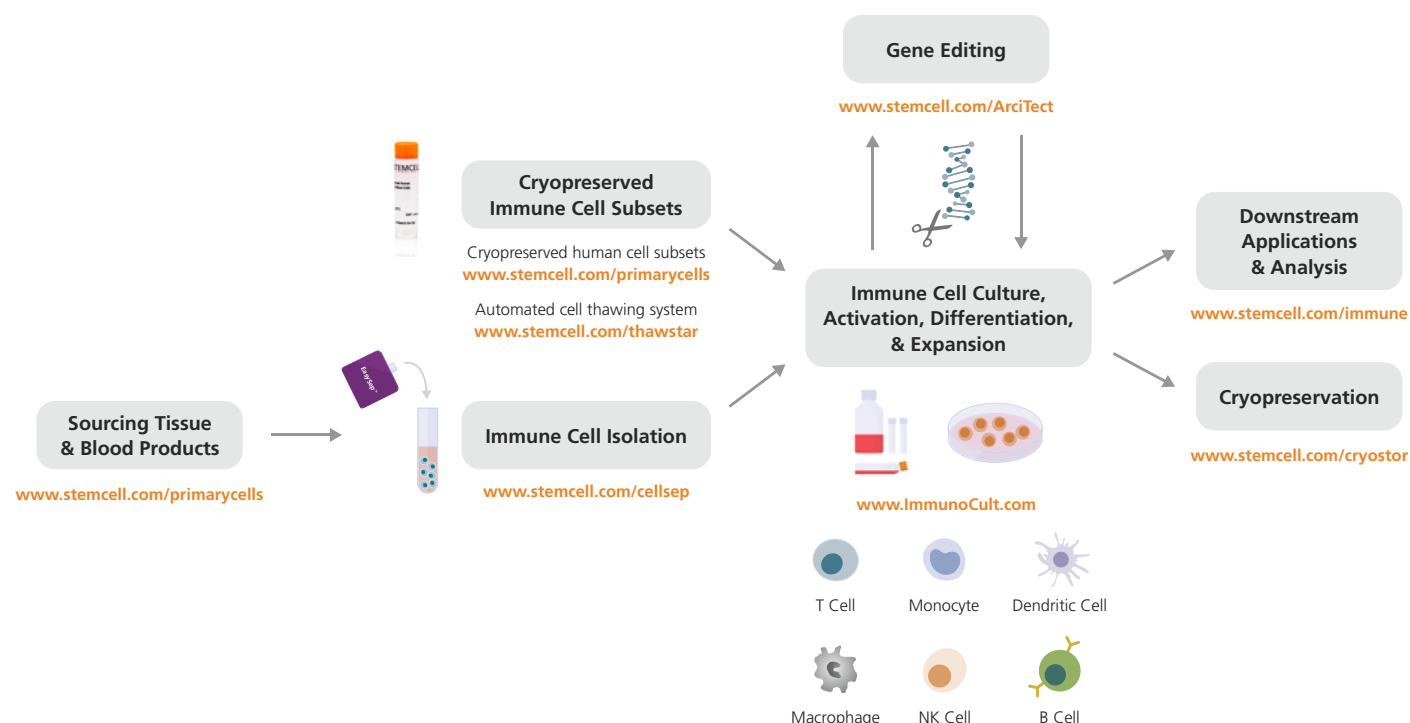 Gene Editing
www.stemcell.com/ArciTect
STEMCELL
Cryopreserved
Immune Cell Subsets
Cryopreserved human cell subsets
www.stemcell.com/primarycells
Automated cell thawing system
www.stemcell.com/thawstar
Downstream
Applications
& Analysis
www.stemcell.com/immune
Immune Cell Culture,
Activation, Differentiation,
& Expansion
EasySep™
Sourcing Tissue
& Blood Products
www.stemcell.com/primarycells
Immune Cell Isolation
www.stemcell.com/cellsep
Cryopreservation
www.stemcell.com/cryostor
www.ImmunoCult.com
T Cell
Monocyte
Dendritic Cell
Macrophage
NK Cell
B Cell